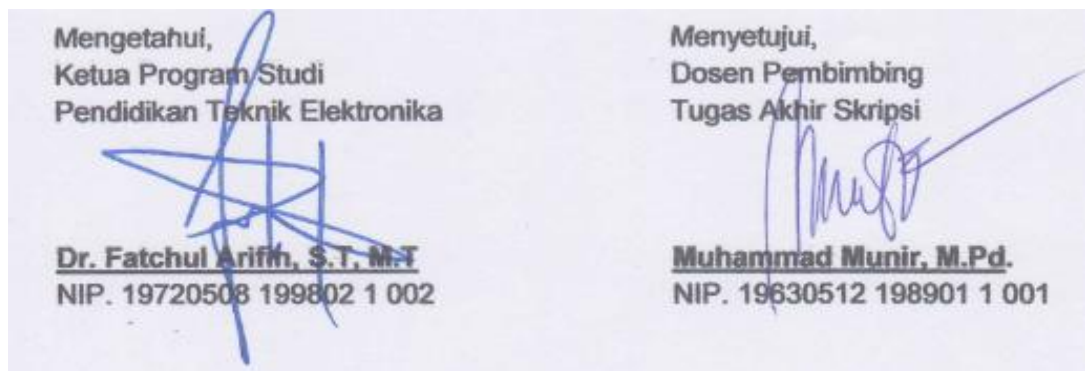 Mengetahui,
Ketua Program Studi
Pendidikan Teknik Elektronika
Dr. Fatchul Arifin, S.T, M.T
NIP. 19720508 199802 1 002
Menyetujui,
Dosen Pembimbing
Tugas Akhir Skripsi
Muhammad Munir, M.Pd.
NIP. 19630512 198901 1 001